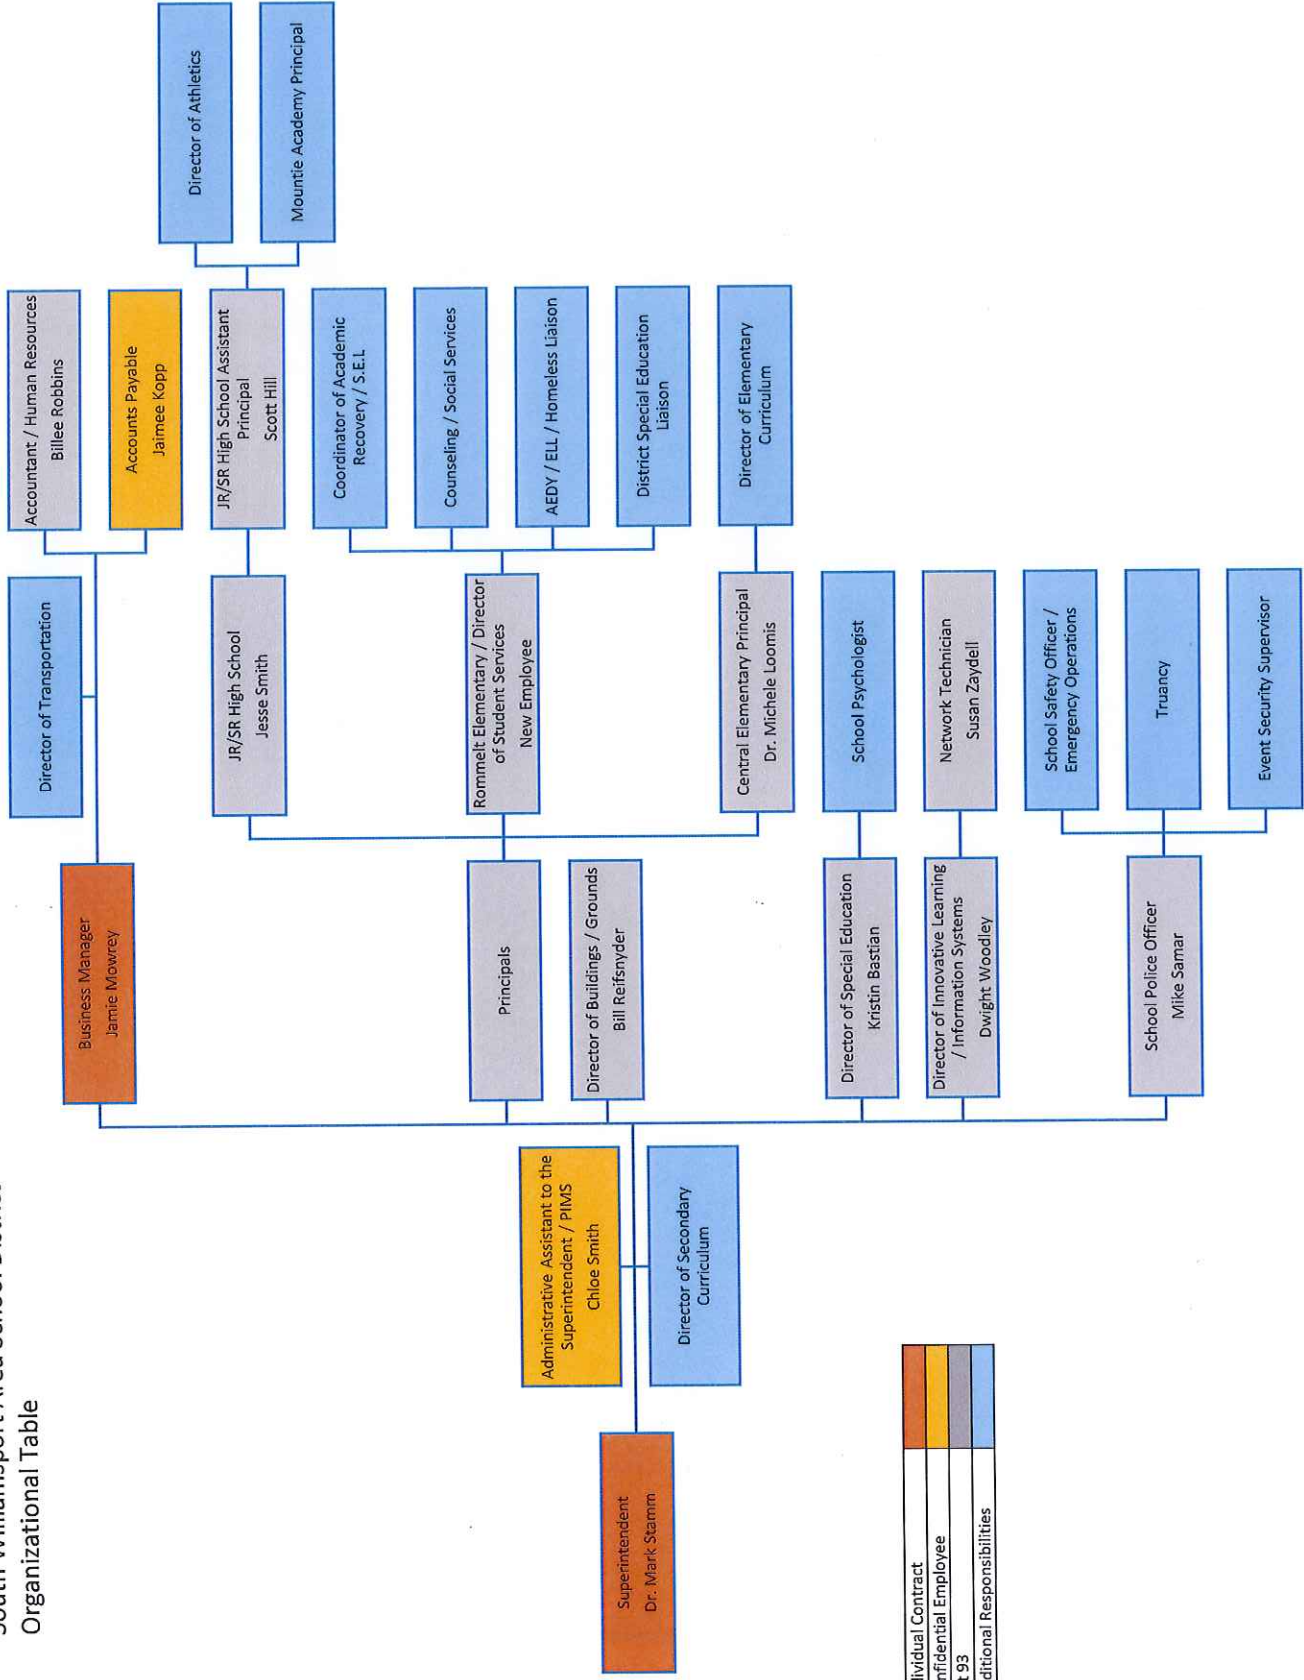 South Williamsport Area School District
Organizational Table
Superintendent
Dr. Mark Stamm
Administrative Assistant to the
Superintendent / PIMS
Chloe Smith
Director of Secondary
Curriculum
Business Manager
Jamie Mowrey
Director of Transportation
Accountant / Human Resources
Billee Robbins
Accounts Payable
Jaimee Kopp
Principals
JR/SR High School
Jesse Smith
JR/SR High School Assistant
Principal
Scott Hill
Director of Athletics
Mountie Academy Principal
Rommelt Elementary / Director
of Student Services
New Employee
Coordinator of Academic
Recovery / S.E.L
Counseling / Social Services
AEDY / ELL / Homeless Liaison
District Special Education
Liaison
Central Elementary Principal
Dr. Michele Loomis
Director of Elementary
Curriculum
Director of Buildings / Grounds
Bill Reifsnyder
Director of Special Education
Kristin Bastian
School Psychologist
Director of Innovative Learning
/ Information Systems
Dwight Woodley
Network Technician
Susan Zaydell
School Police Officer
Mike Samar
School Safety Officer /
Emergency Operations
Truancy
Event Security Supervisor
ividual Contract
nfidential Employee
t 93
ditional Responsibilities